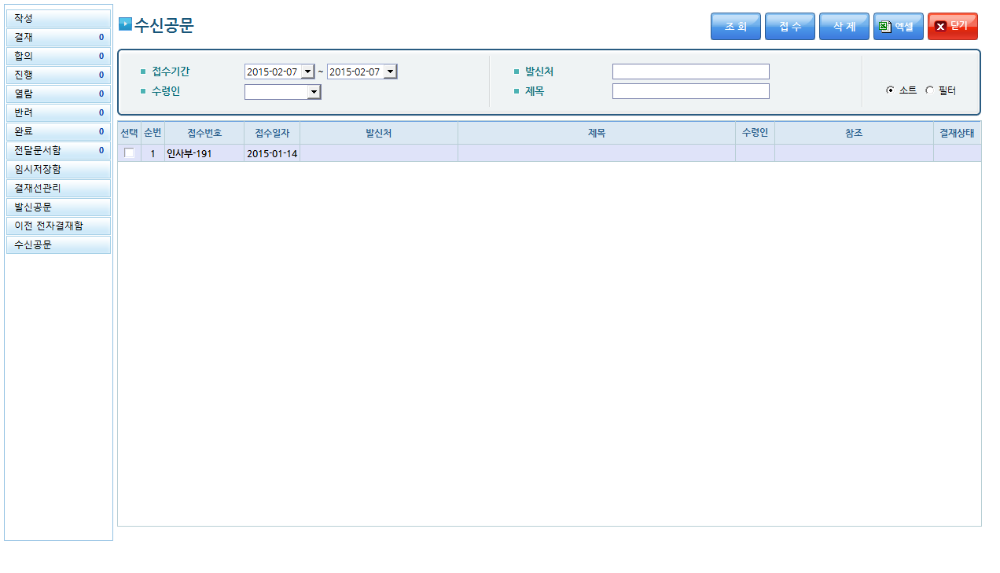 작성
결재 0
합의 0
진행 0
열람 0
반려 0
완료 0
전달문서함 0
임시저장함
결재선관리
발신공문
이전 전자결재함
수신공문
수신공문
조 회 접 수 삭 제 엑셀 닫기
접수기간 2015-02-07 ~ 2015-02-07 발신처
수령인 제목 소트 필터
선택 순번 접수번호 접수일자 발신처 제목 수령인 참조 결재상태
1 인사부-191 2015-01-14